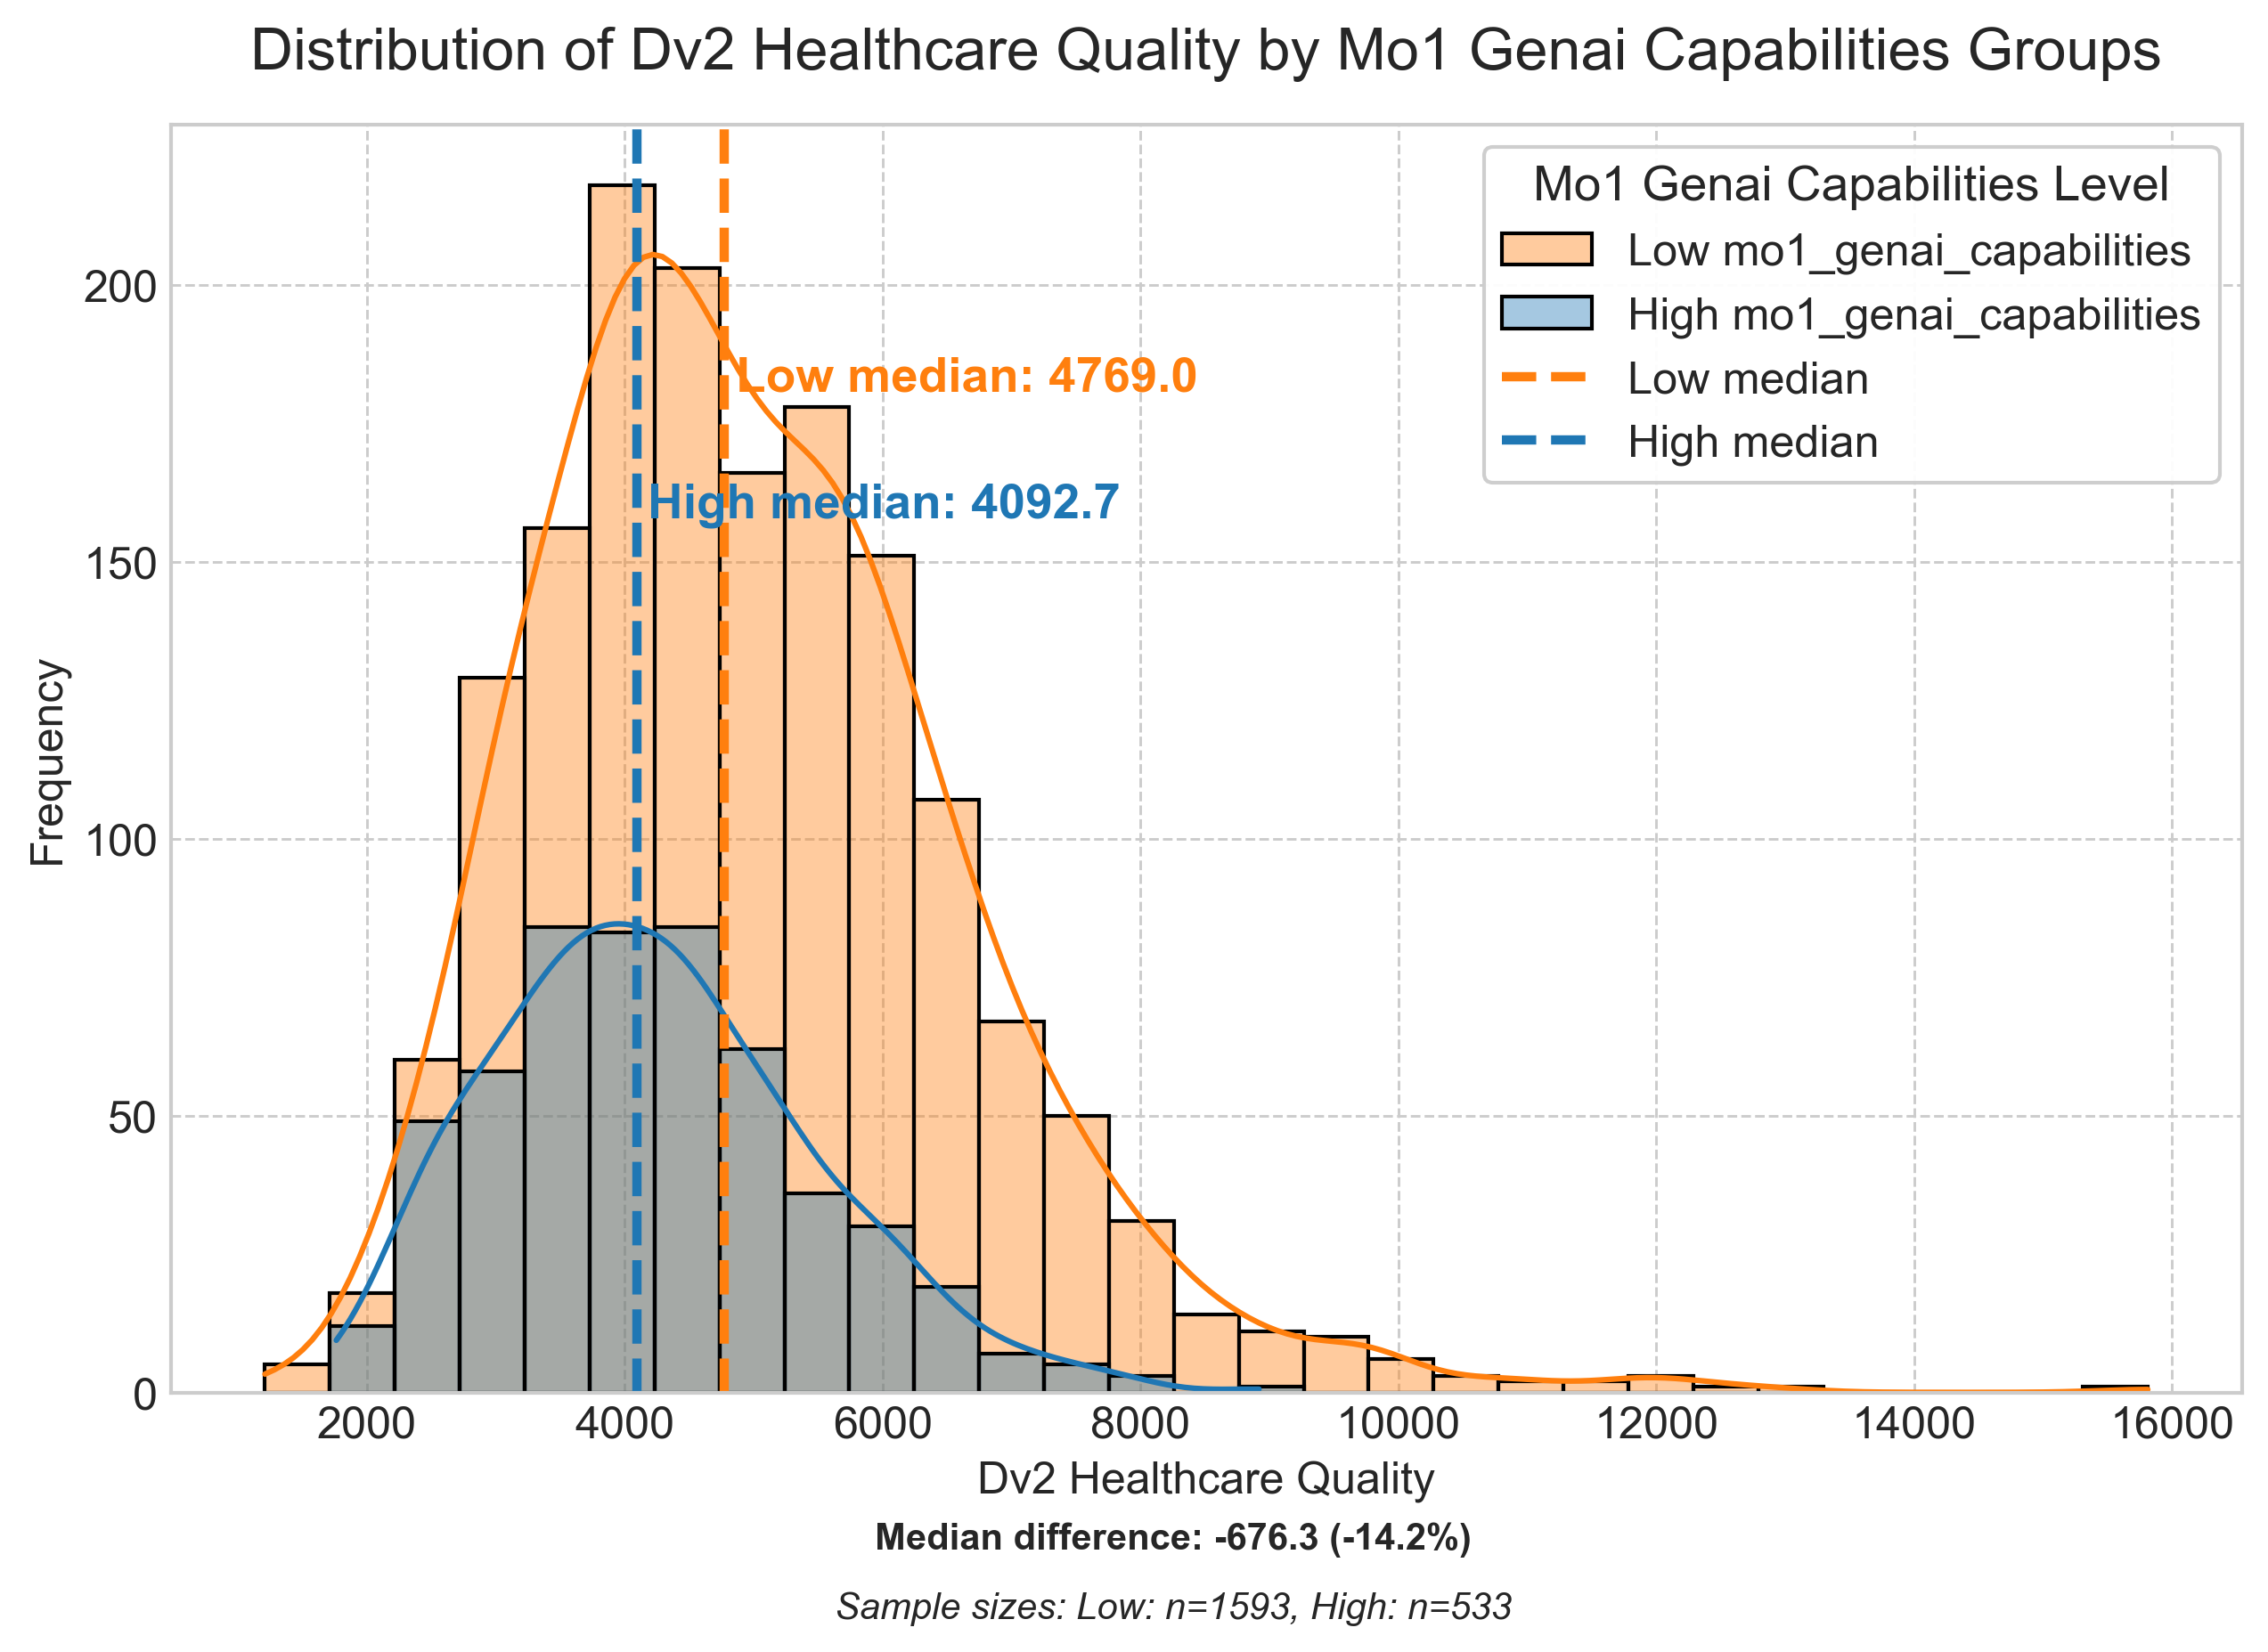 Distribution of Dv2 Healthcare Quality by Mo1 Genai Capabilities Groups
Mo1 Genai Capabilities Level
Low mo1_genai_capabilities
High mo1_genai_capabilities
Low median
High median
Low median: 4769.0
High median: 4092.7
Frequency
200
150
100
50
0
2000 4000 6000 8000 10000 12000 14000 16000
Dv2 Healthcare Quality
Median difference: -676.3 (-14.2%)
Sample sizes: Low: n=1593, High: n=533